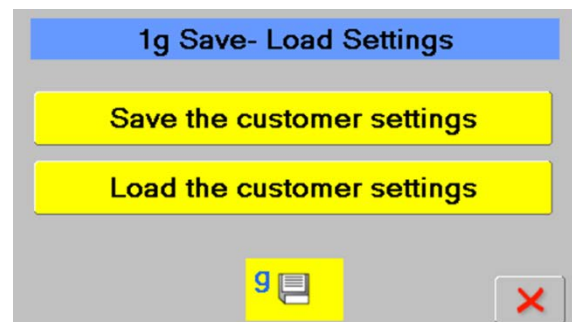 1g Save- Load Settings
Save the customer settings
Load the customer settings
g